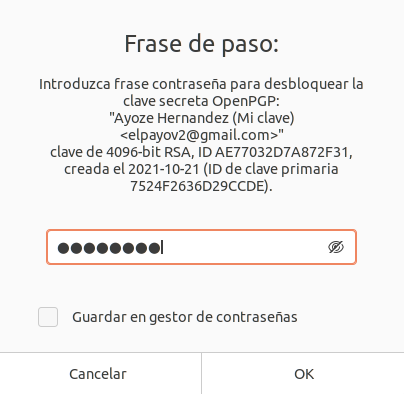 Frase de paso:
Introduzca frase contraseña para desbloquear la
clave secreta OpenPGP:
"Ayoze Hernandez (Mi clave)
<elpayov2@gmail.com>"
clave de 4096-bit RSA, ID AE77032D7A872F31,
creada el 2021-10-21 (ID de clave primaria
7524F2636D29CCDE).
●●●●●●●●
Guardar en gestor de contraseñas
Cancelar
OK